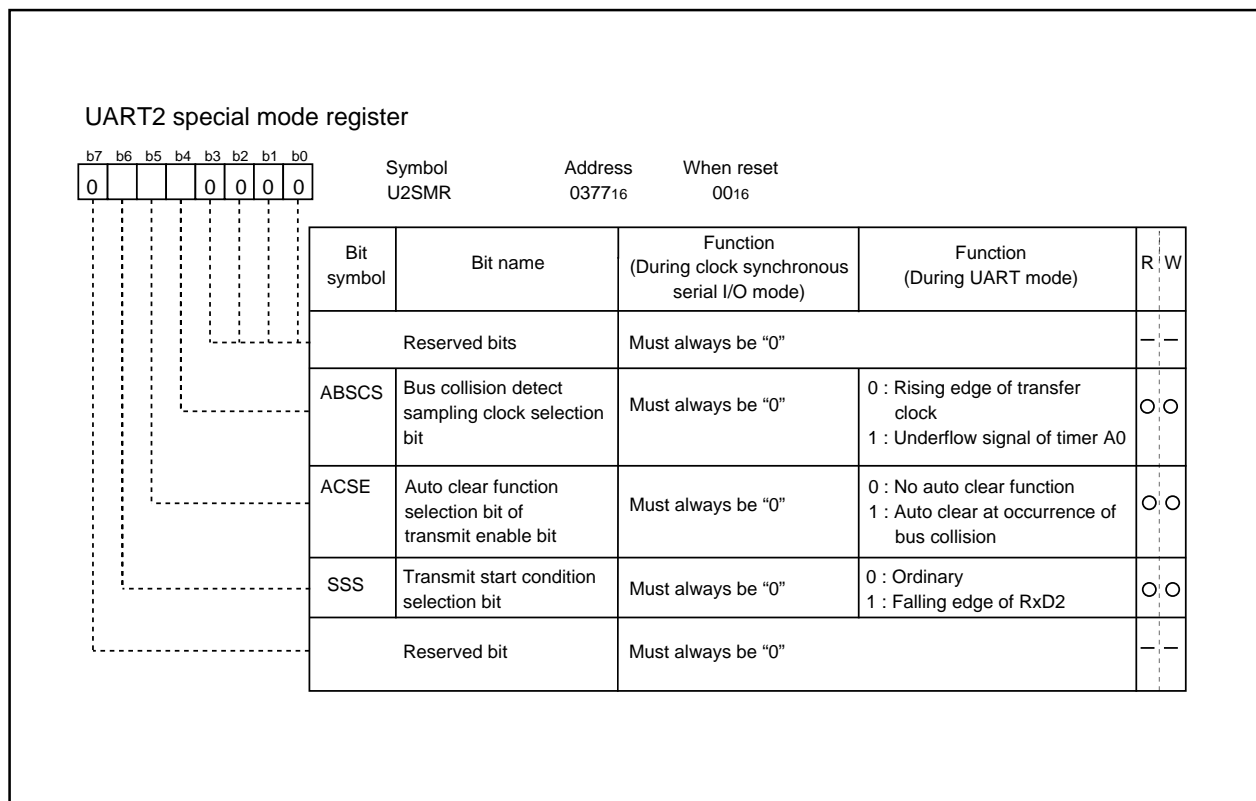 UART2 special mode register
b7 b6 b5 b4 b3 b2 b1 b0
0 0 0 0 0
Symbol Address When reset
U2SMR 037716 0016
Bit symbol Bit name Function (During clock synchronous serial I/O mode) Function (During UART mode) R W
Reserved bits Must always be “0” – –
ABSCS
Bus collision detect
sampling clock selection
bit
Must always be “0”
0 : Rising edge of transfer
clock
1 : Underflow signal of timer A0
ACSE
Auto clear function
selection bit of
transmit enable bit
Must always be “0”
0 : No auto clear function
1 : Auto clear at occurrence of
bus collision
SSS
Transmit start condition
selection bit
Must always be “0”
0 : Ordinary
1 : Falling edge of RxD2
Reserved bit Must always be “0” – –